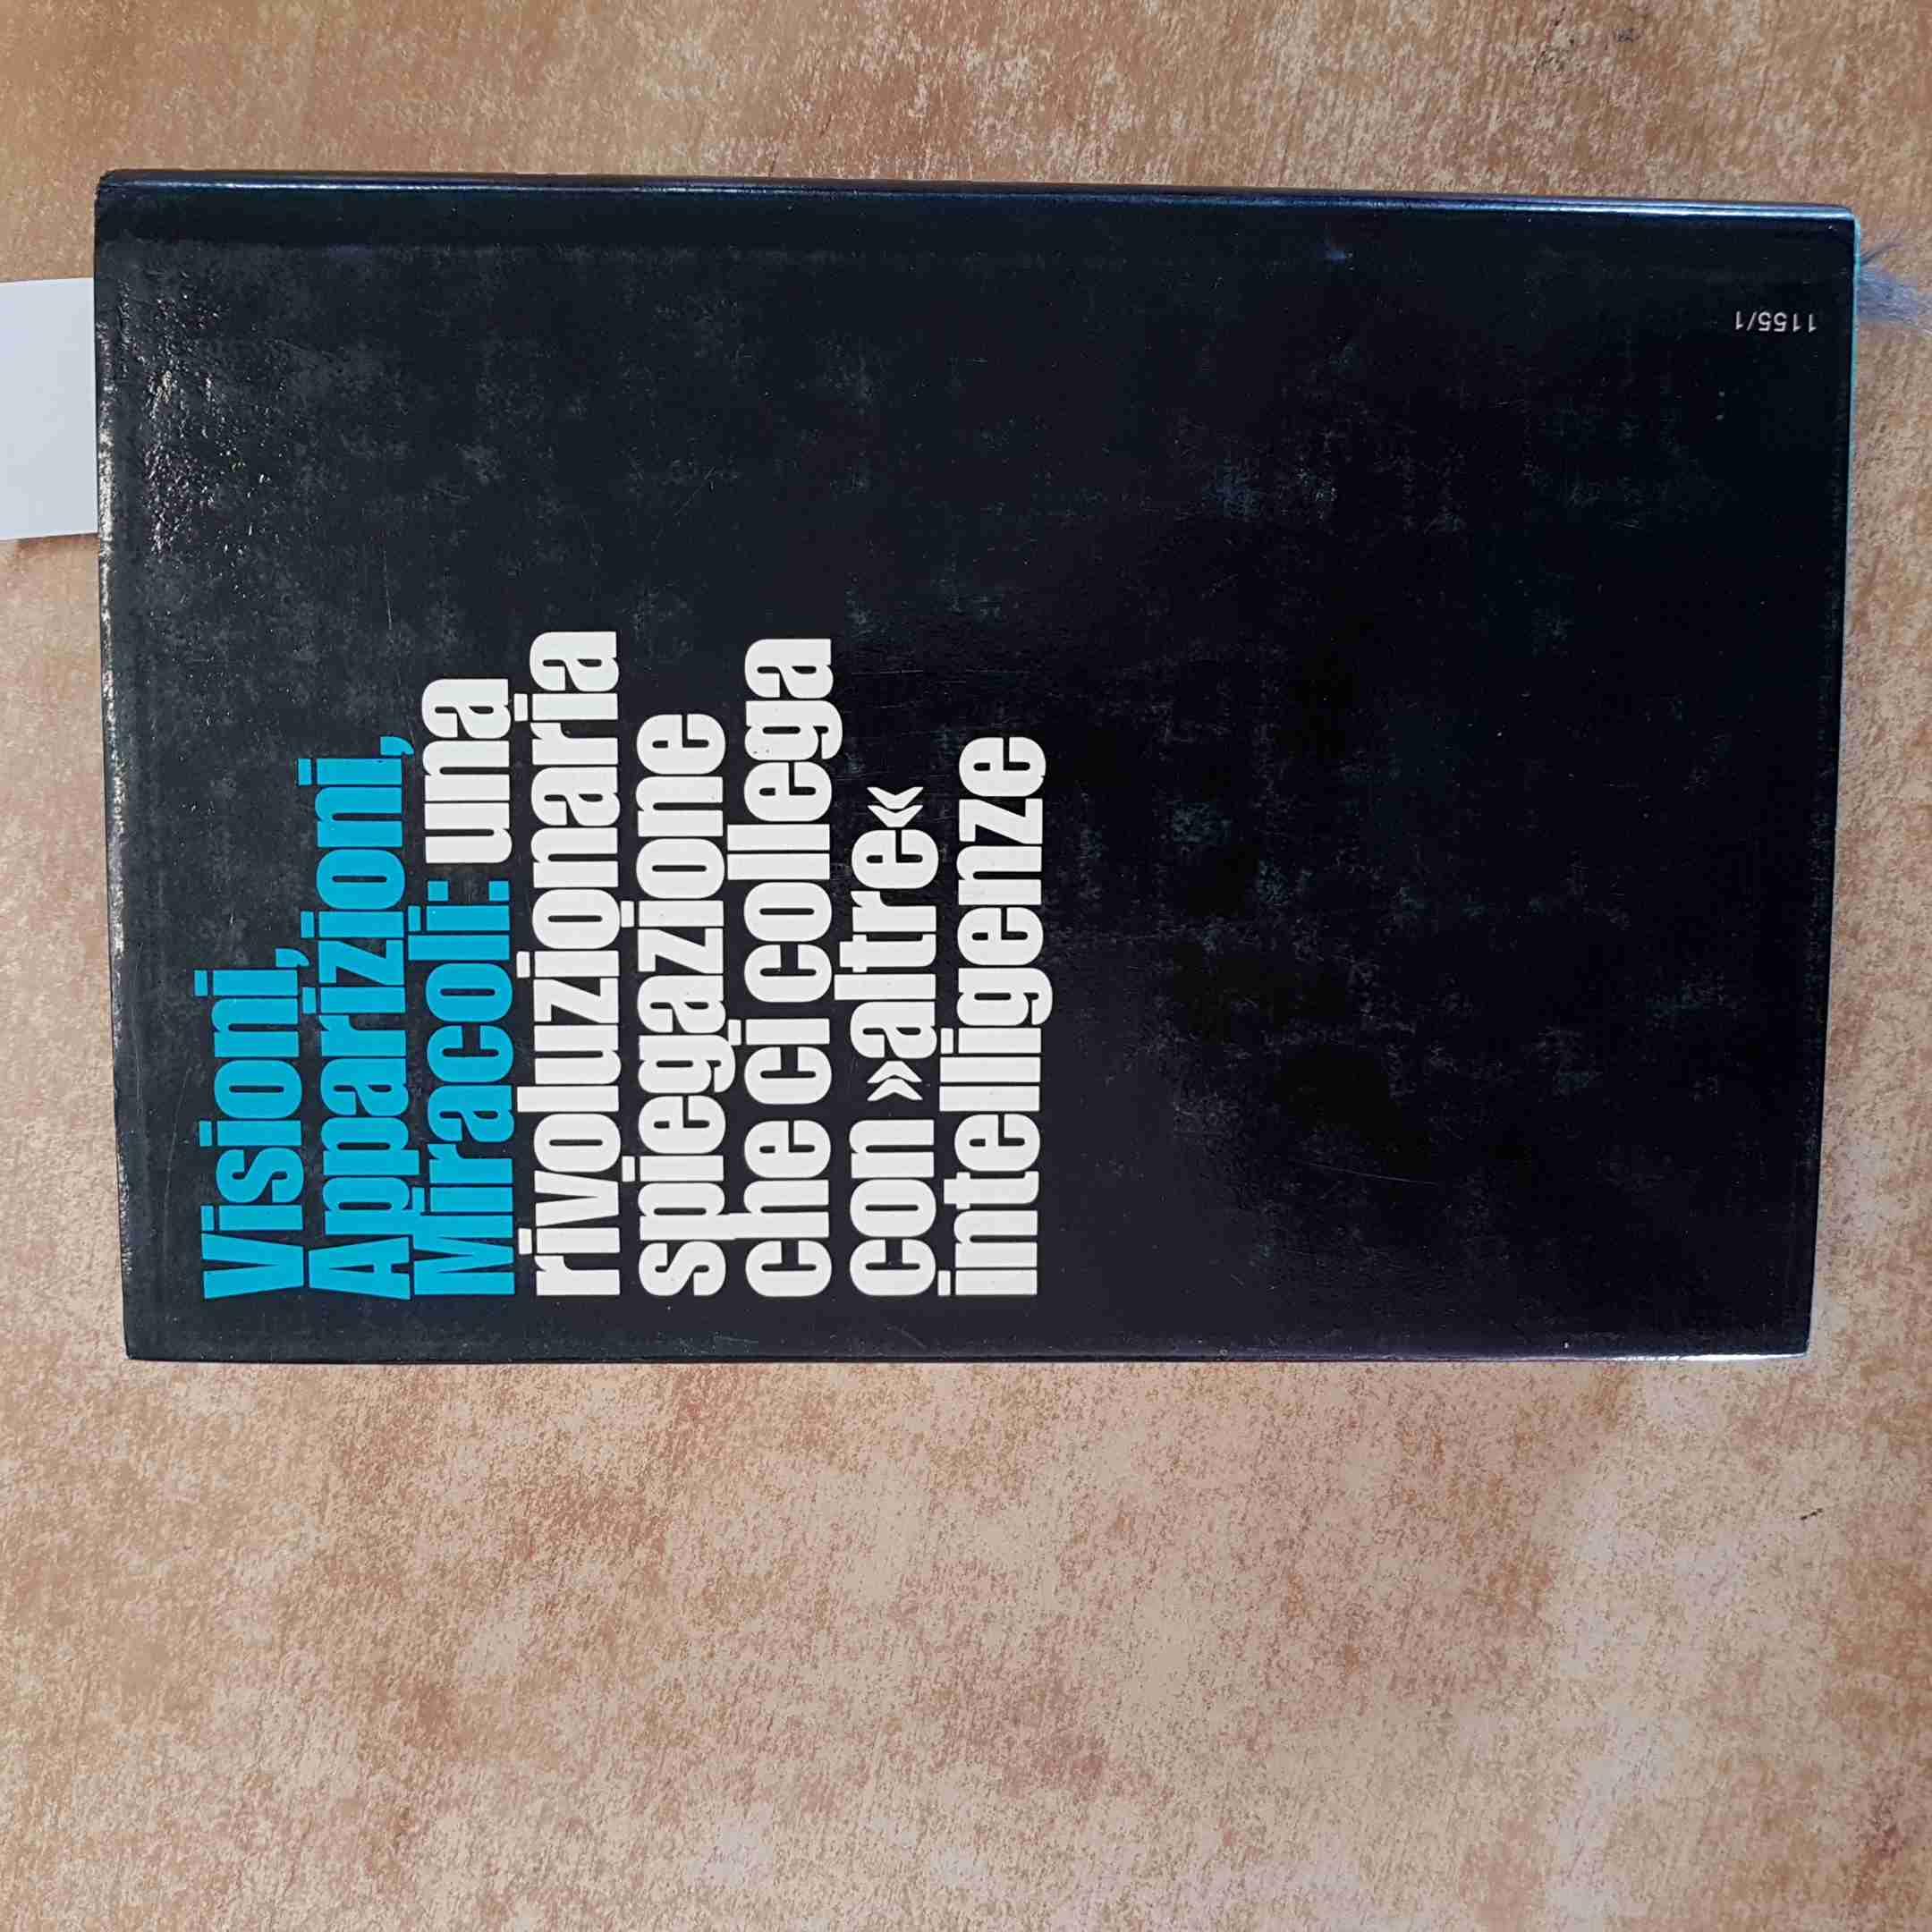 Visioni,
Apparizioni,
Miracoli: una
rivoluzionaria
spiegazione
che ci collega
con »altre«
intelligenze
1155/1